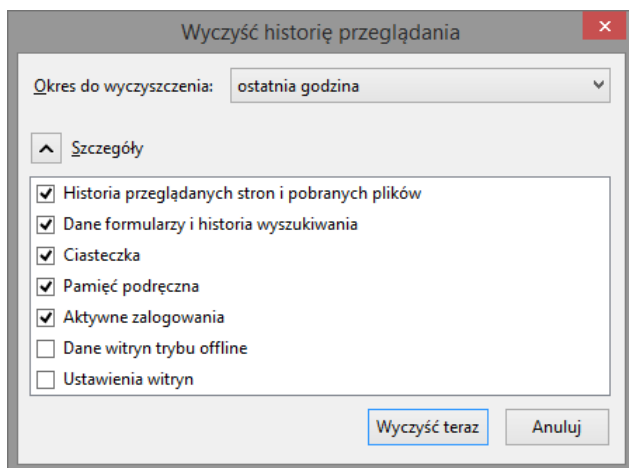 Wyczyść historię przeglądania
Okres do wyczyszczenia: ostatnia godzina
Szczegóły
Historia przeglądanych stron i pobranych plików
Dane formularzy i historia wyszukiwania
Ciasteczka
Pamięć podręczna
Aktywne zalogowania
Dane witryn trybu offline
Ustawienia witryn
Wyczyść teraz Anuluj